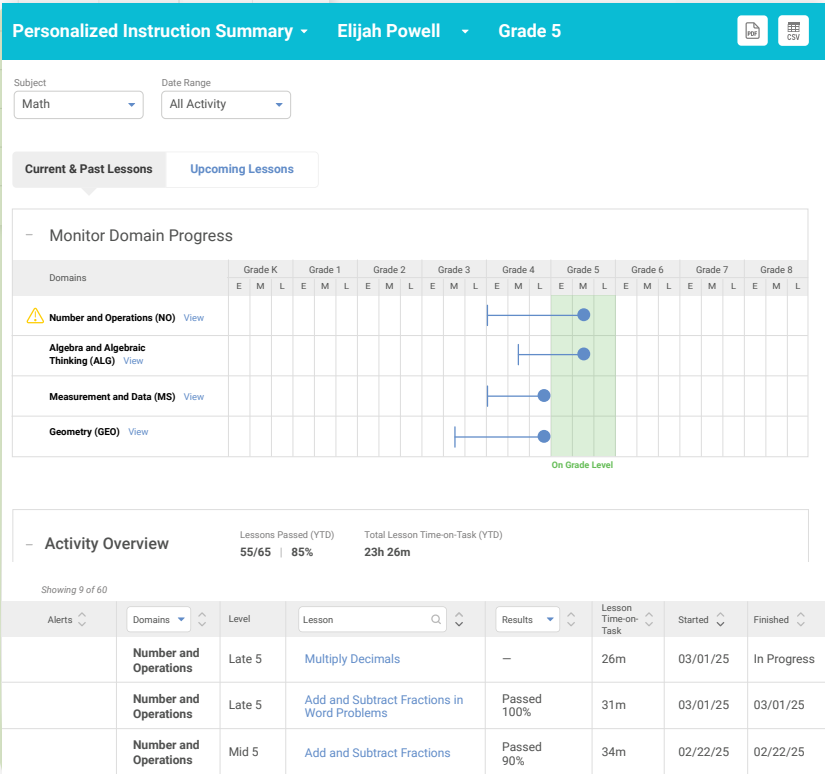 Personalized Instruction Summary Elijah Powell Grade 5
PDF
CSV
Subject
Date Range
Math
All Activity
Current & Past Lessons
Upcoming Lessons
– Monitor Domain Progress
Domains
Grade K Grade 1 Grade 2 Grade 3 Grade 4 Grade 5 Grade 6 Grade 7 Grade 8
E M L E M L E M L E M L E M L E M L E M L E M L E M L
Number and Operations (NO) View
Algebra and Algebraic
Thinking (ALG) View
Measurement and Data (MS) View
Geometry (GEO) View
On Grade Level
– Activity Overview
Lessons Passed (YTD)
55/65 | 85%
Total Lesson Time-on-Task (YTD)
23h 26m
Showing 9 of 60
Alerts
Domains
Level
Lesson
Results
Lesson
Time-on-
Task
Started
Finished
Number and
Operations
Late 5
Multiply Decimals
–
26m
03/01/25
In Progress
Number and
Operations
Late 5
Add and Subtract Fractions in
Word Problems
Passed
100%
31m
03/01/25
03/01/25
Number and
Operations
Mid 5
Add and Subtract Fractions
Passed
90%
34m
02/22/25
02/22/25